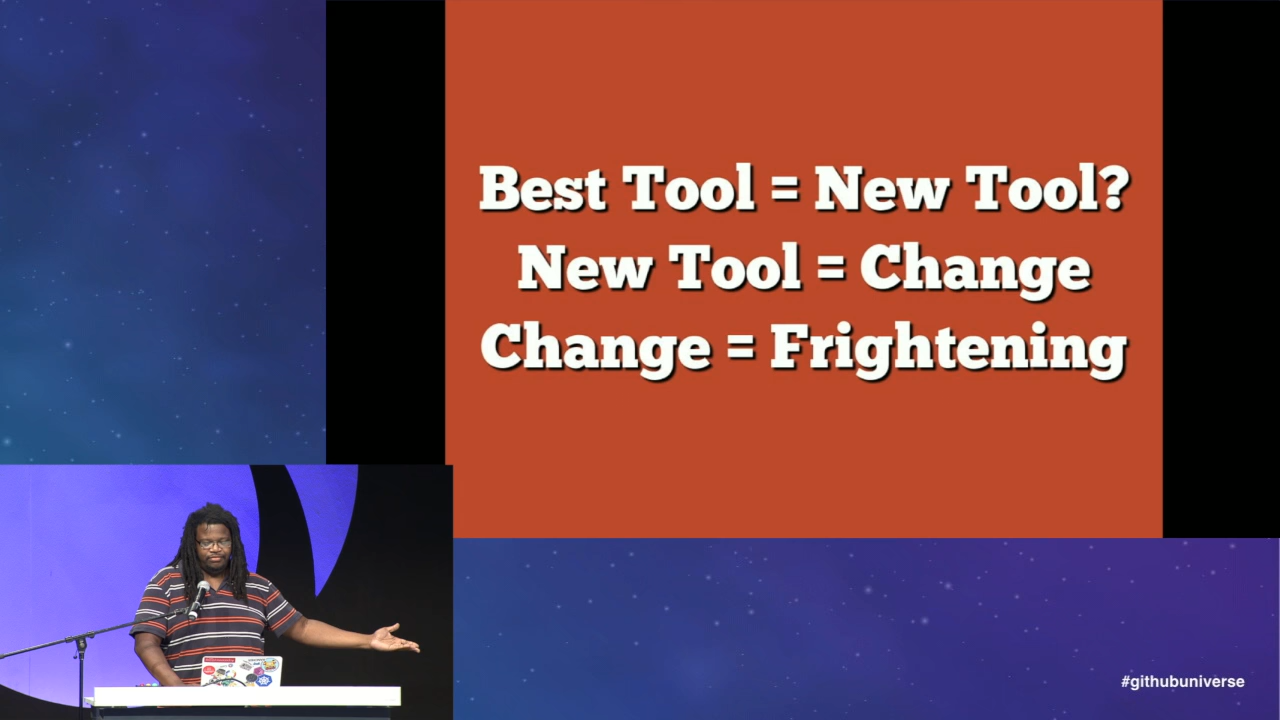 Best Tool = New Tool?
New Tool = Change
Change = Frightening
#githubuniverse